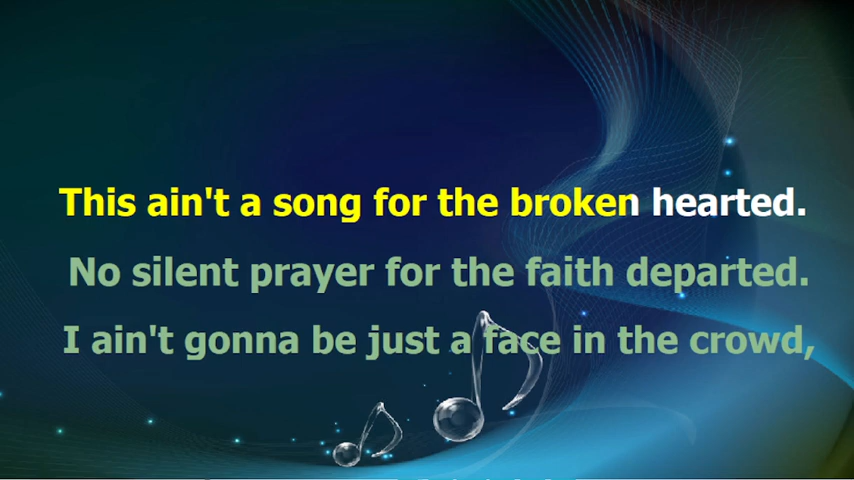 This ain't a song for the broken hearted.
No silent prayer for the faith departed.
I ain't gonna be just a face in the crowd,